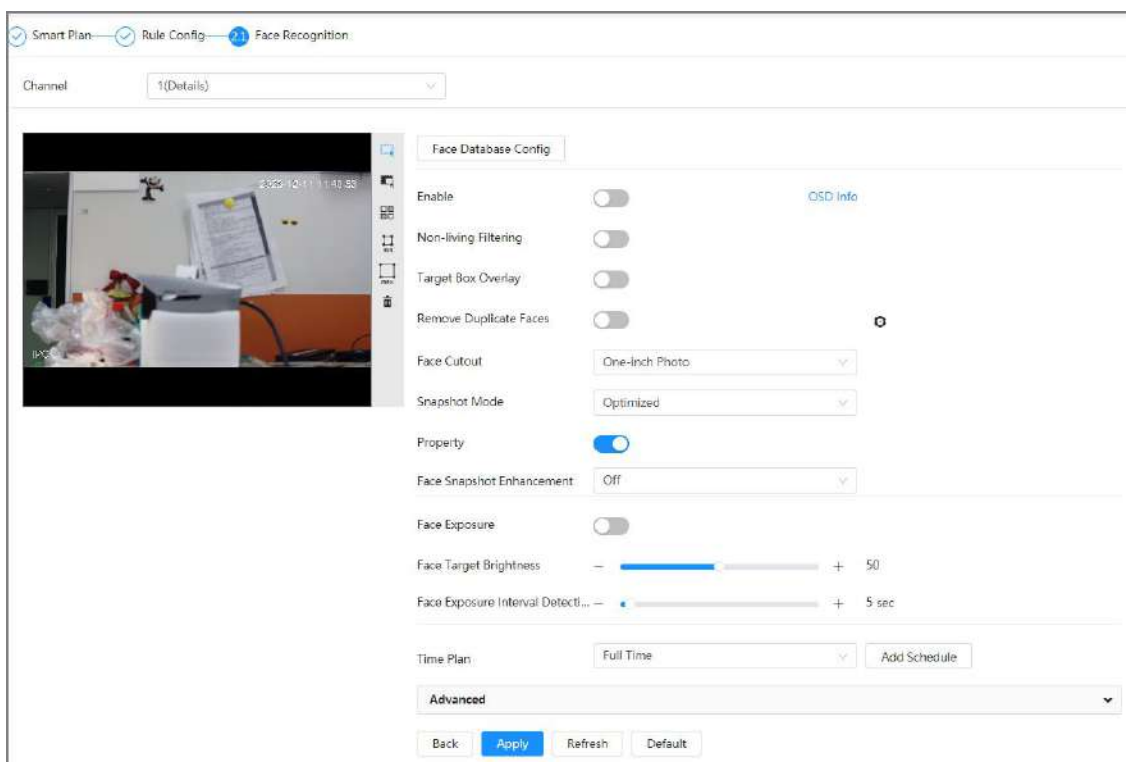 Smart Plan
Rule Config
2.1 Face Recognition
Channel 1(Details)
Face Database Config
Enable OSD Info
Non-living Filtering
Target Box Overlay
Remove Duplicate Faces
Face Cutout One-inch Photo
Snapshot Mode Optimized
Property
Face Snapshot Enhancement Off
Face Exposure
Face Target Brightness − + 50
Face Exposure Interval Detecti... − + 5 sec
Time Plan Full Time Add Schedule
Advanced
Back Apply Refresh Default